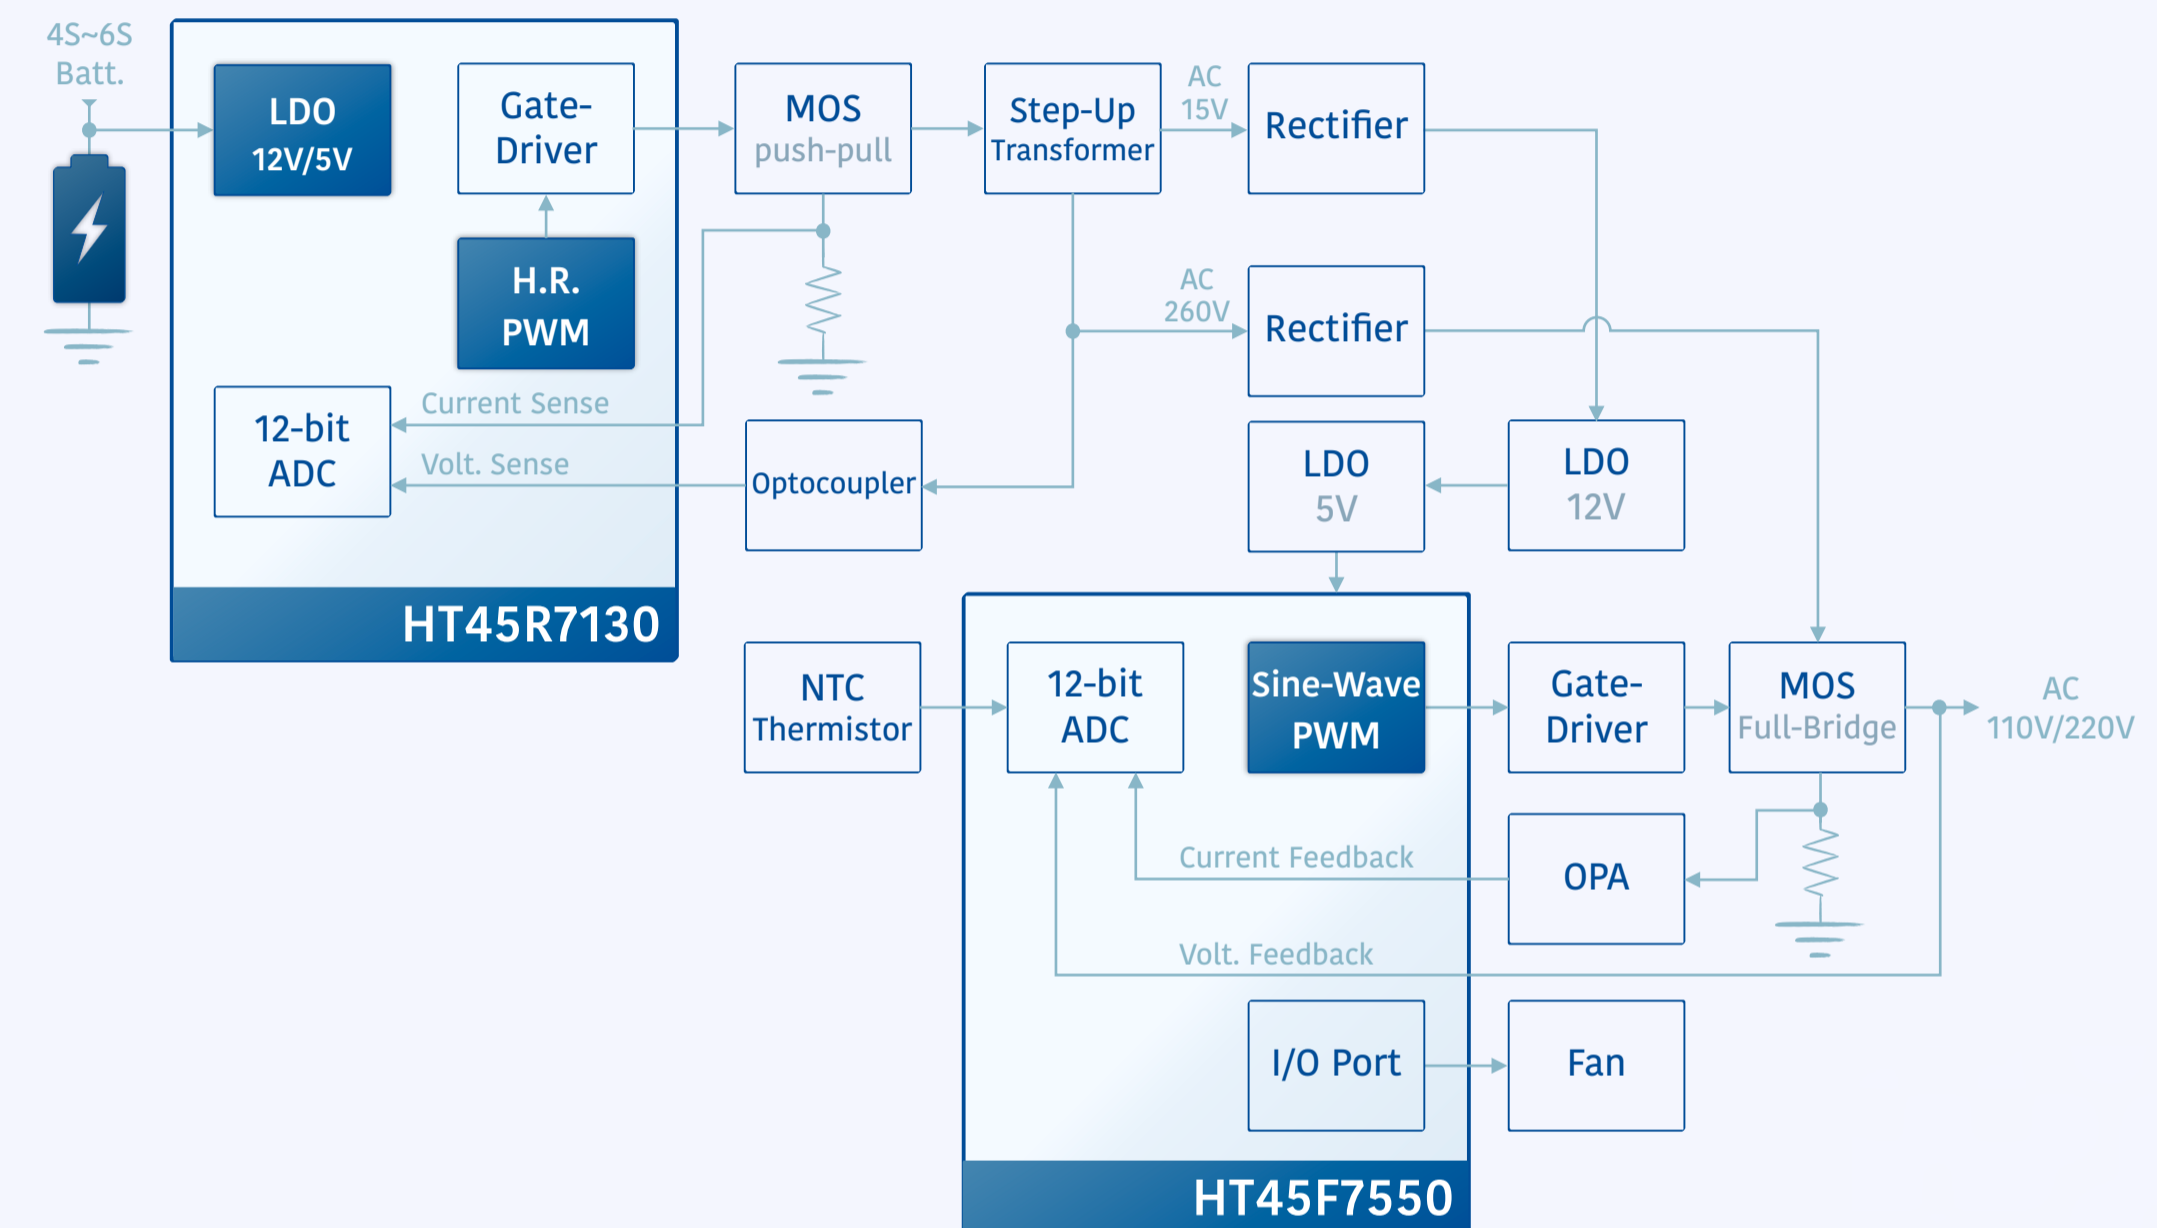 4S~6S
Batt.
LDO
12V/5V
Gate-
Driver
H.R.
PWM
12-bit
ADC
Current Sense
Volt. Sense
HT45R7130
MOS
push-pull
Step-Up
Transformer
AC
15V
Rectifier
AC
260V
Rectifier
Optocoupler
LDO
5V
LDO
12V
NTC
Thermistor
12-bit
ADC
Sine-Wave
PWM
Gate-
Driver
MOS
Full-Bridge
AC
110V/220V
Current Feedback
OPA
Volt. Feedback
I/O Port
Fan
HT45F7550